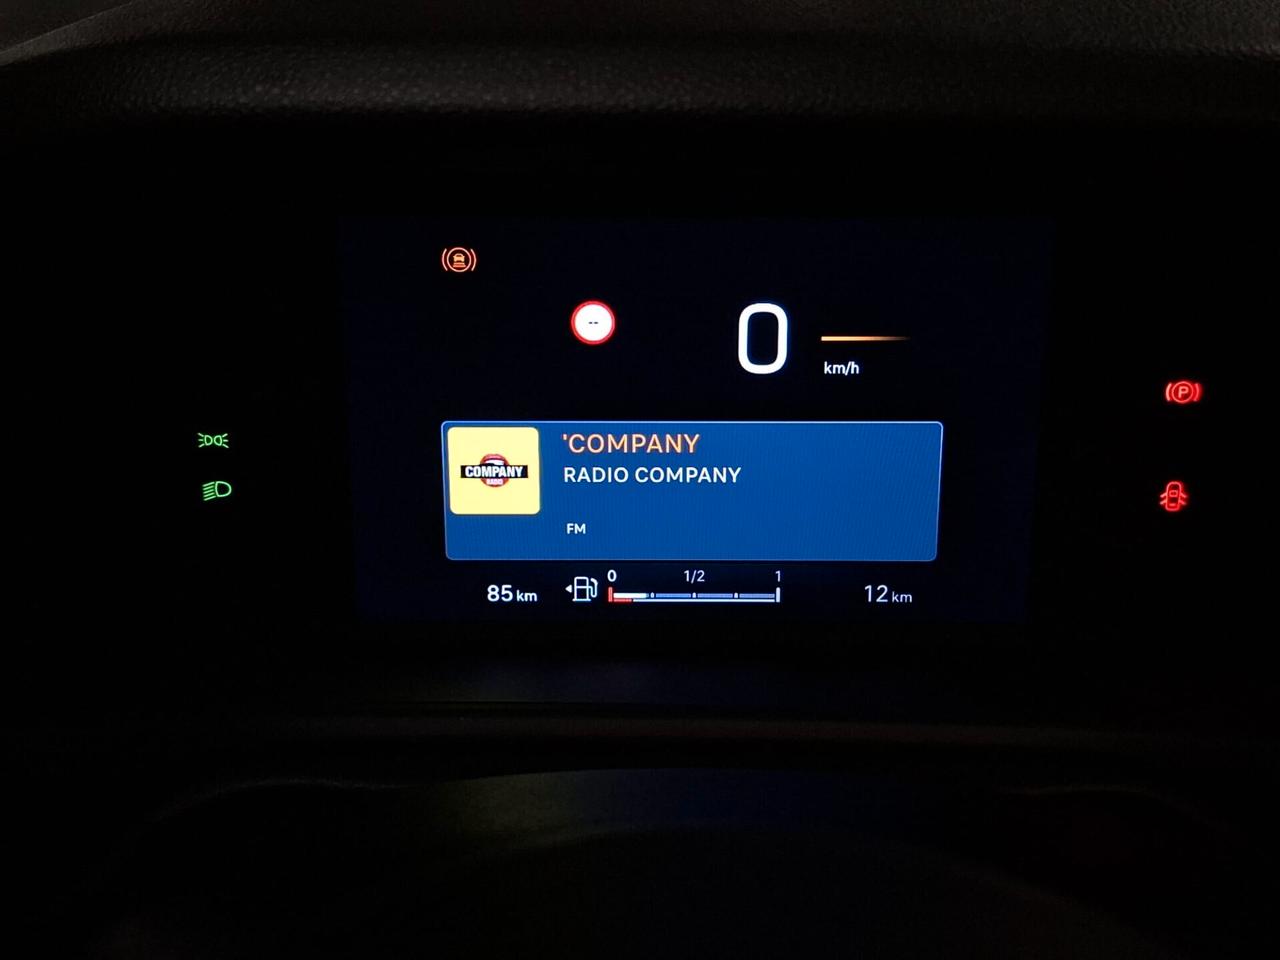 --
0
km/h
P
'COMPANY
COMPANY
RADIO
RADIO COMPANY
FM
0 1/2 1
85 km
12 km